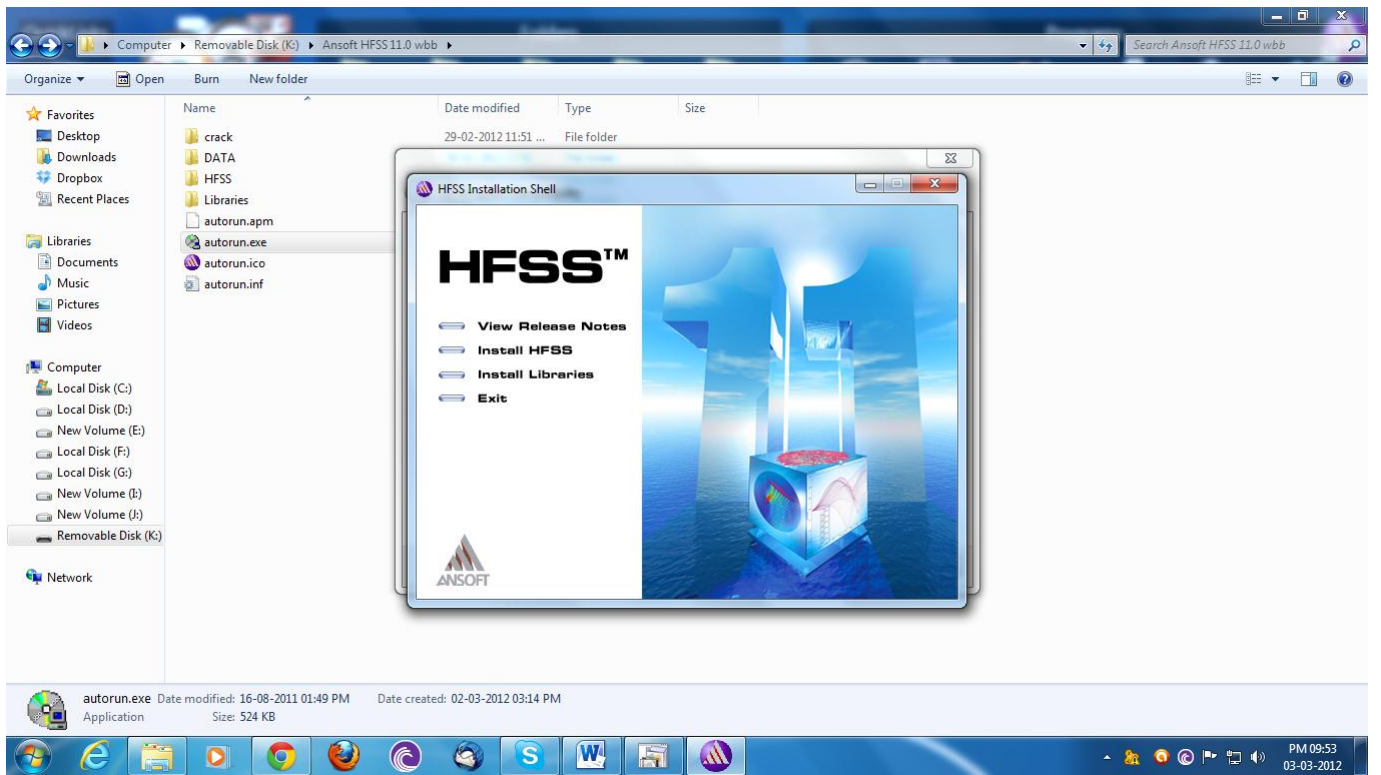 Computer ▸ Removable Disk (K:) ▸ Ansoft HFSS 11.0 wbb ▸
Search Ansoft HFSS 11.0 wbb
Organize Open Burn New folder
Favorites
Desktop
Downloads
Dropbox
Recent Places
Libraries
Documents
Music
Pictures
Videos
Computer
Local Disk (C:)
Local Disk (D:)
New Volume (E:)
Local Disk (F:)
Local Disk (G:)
New Volume (I:)
New Volume (J:)
Removable Disk (K:)
Network
Name Date modified Type Size
crack 29-02-2012 11:51 ... File folder
DATA
HFSS
Libraries
autorun.apm
autorun.exe
autorun.ico
autorun.inf
HFSS Installation Shell
HFSS™
View Release Notes
Install HFSS
Install Libraries
Exit
11
ANSOFT
autorun.exe Date modified: 16-08-2011 01:49 PM Date created: 02-03-2012 03:14 PM
Application Size: 524 KB
PM 09:53
03-03-2012